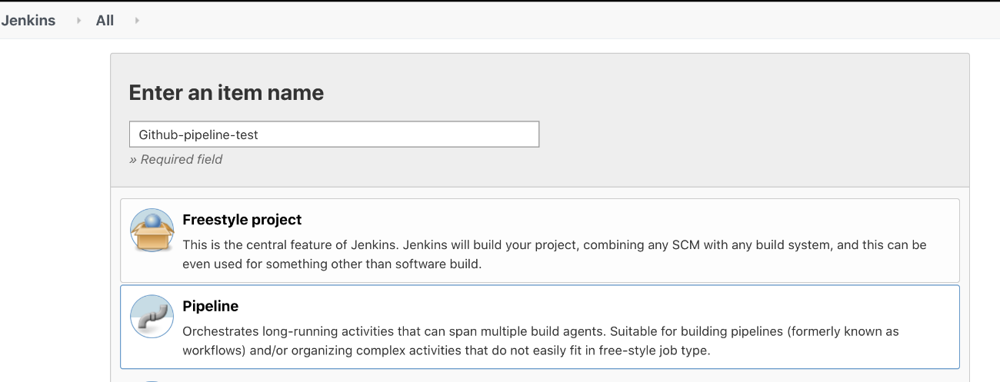 Jenkins All
Enter an item name
Github-pipeline-test
» Required field
Freestyle project
This is the central feature of Jenkins. Jenkins will build your project, combining any SCM with any build system, and this can be
even used for something other than software build.
Pipeline
Orchestrates long-running activities that can span multiple build agents. Suitable for building pipelines (formerly known as
workflows) and/or organizing complex activities that do not easily fit in free-style job type.